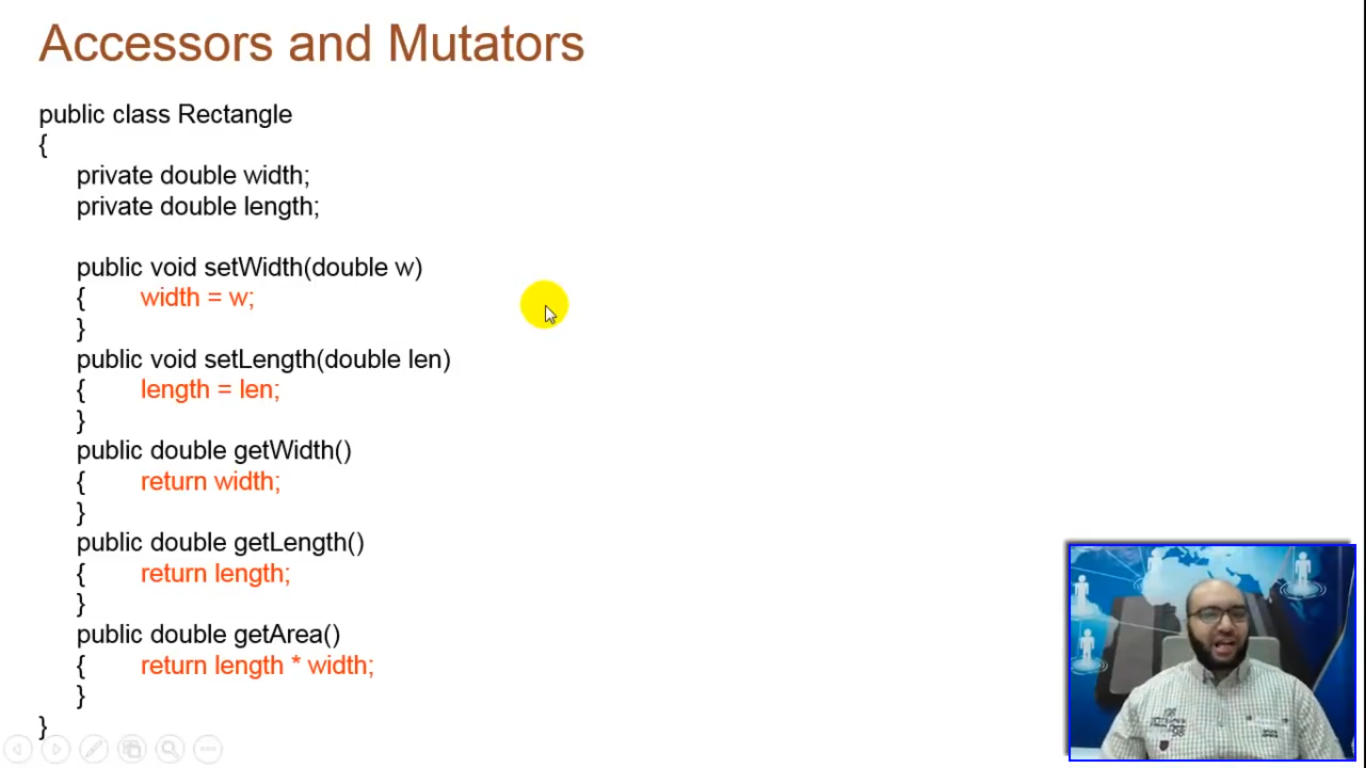 Accessors and Mutators
public class Rectangle
{
private double width;
private double length;
public void setWidth(double w)
{ width = w;
}
public void setLength(double len)
{ length = len;
}
public double getWidth()
{ return width;
}
public double getLength()
{ return length;
}
public double getArea()
{ return length * width;
}
}